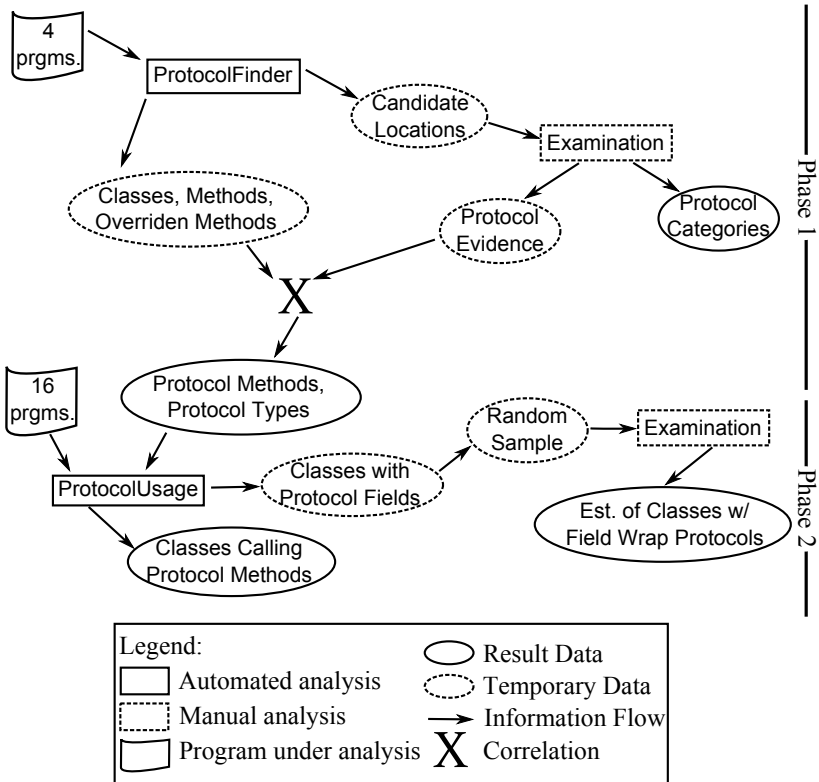 4
prgms.
ProtocolFinder
Candidate
Locations
Examination
Classes, Methods,
Overriden Methods
Protocol
Evidence
Protocol
Categories
Phase 1
X
Protocol Methods,
Protocol Types
16
prgms.
Random
Sample
Examination
ProtocolUsage
Classes with
Protocol Fields
Est. of Classes w/
Field Wrap Protocols
Phase 2
Classes Calling
Protocol Methods
Legend:
Automated analysis
Manual analysis
Program under analysis
Result Data
Temporary Data
Information Flow
X Correlation